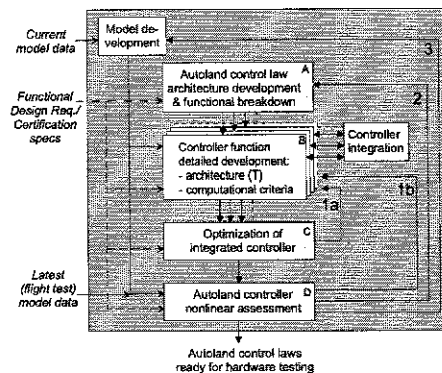 Current
model data
Model de-
velopment
3
A
Autoland control law
architecture development
& functional breakdown
2
Functional
Design Req./
Certification
specs
B
Controller function
detailed development:
- architecture (T)
- computational criteria
Controller
integration
1b
1a
C
Optimization of
integrated controller
Latest
(flight test)
model data
D
Autoland controller
nonlinear assessment
Autoland control laws
ready for hardware testing